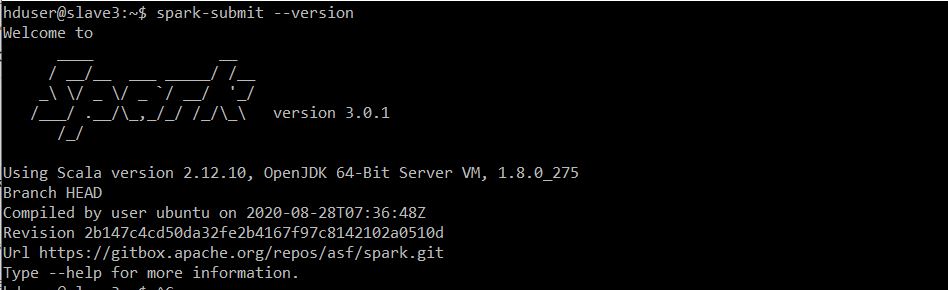 hduser@slave3:~$ spark-submit --version
Welcome to
      ____              __
     / __/__  ___ _____/ /__
    _\ \/ _ \/ _ `/ __/  '_/
   /___/ .__/\_,_/_/ /_/\_\   version 3.0.1
      /_/
Using Scala version 2.12.10, OpenJDK 64-Bit Server VM, 1.8.0_275
Branch HEAD
Compiled by user ubuntu on 2020-08-28T07:36:48Z
Revision 2b147c4cd50da32fe2b4167f97c8142102a0510d
Url https://gitbox.apache.org/repos/asf/spark.git
Type --help for more information.